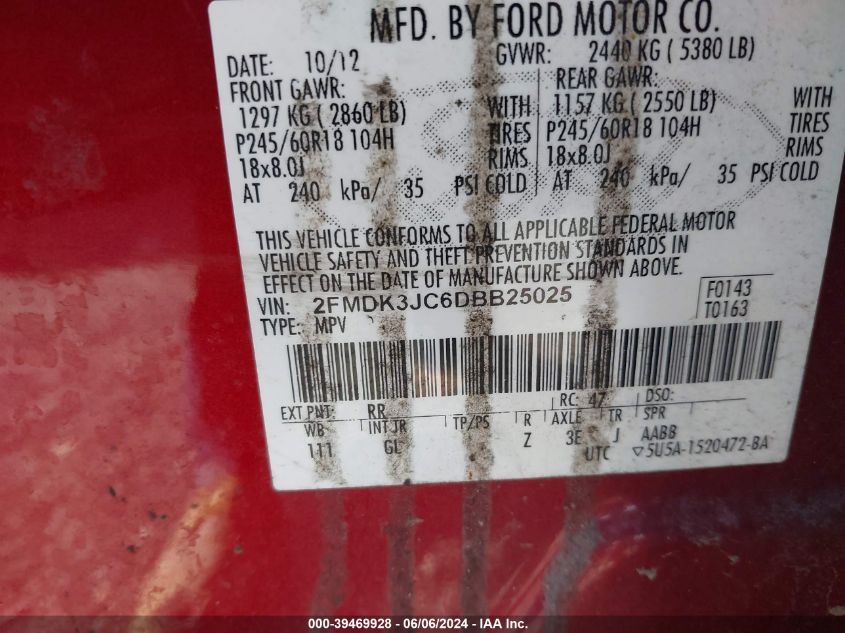 MFD. BY FORD MOTOR CO.
DATE: 10/12 GVWR: 2440 KG ( 5380 LB)
FRONT GAWR: REAR GAWR:
1297 KG ( 2860 LB) WITH 1157 KG ( 2550 LB) WITH
P245/60R18 104H TIRES P245/60R18 104H TIRES
18x8.0J RIMS 18x8.0J RIMS
AT 240 kPa/ 35 PSI COLD AT 240 kPa/ 35 PSI COLD
THIS VEHICLE CONFORMS TO ALL APPLICABLE FEDERAL MOTOR
VEHICLE SAFETY AND THEFT PREVENTION STANDARDS IN
EFFECT ON THE DATE OF MANUFACTURE SHOWN ABOVE.
VIN: 2FMDK3JC6DBB25025 F0143
TYPE: MPV T0163
EXT PNT: RR RC: 47 DSO:
WB INT TR TP/PS R AXLE TR SPR
111 GL Z 3E J AABB
UTC ▽5U5A-1520472-BA
000-39469928 - 06/06/2024 - IAA Inc.